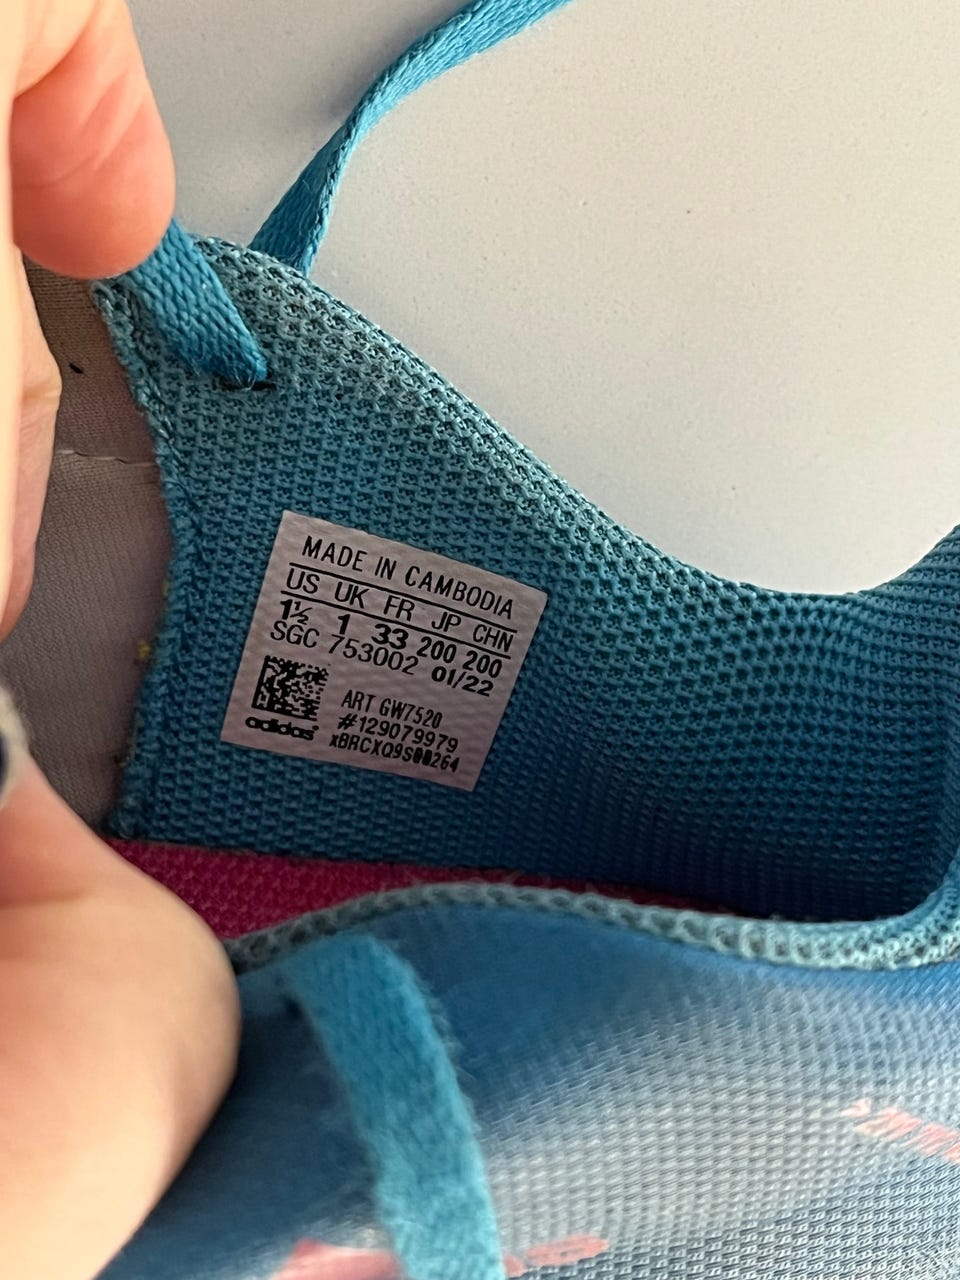 MADE IN CAMBODIA
US UK FR JP CHN
1½ 1 33 200 200
SGC 753002 01/22
ART GW7520
#129079979
xBRCXQ9S00264
adidas